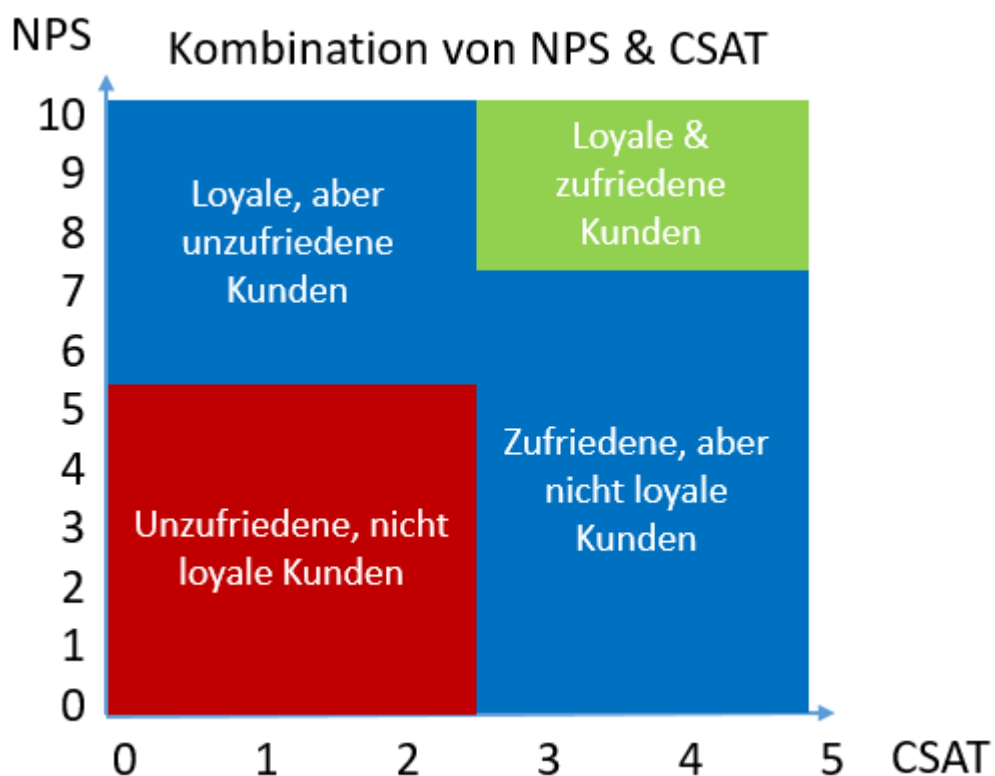 NPS
Kombination von NPS & CSAT
10
9
8
7
6
5
4
3
2
1
0
Loyale, aber
unzufriedene
Kunden
Loyale &
zufriedene
Kunden
Unzufriedene, nicht
loyale Kunden
Zufriedene, aber
nicht loyale
Kunden
0 1 2 3 4 5 CSAT